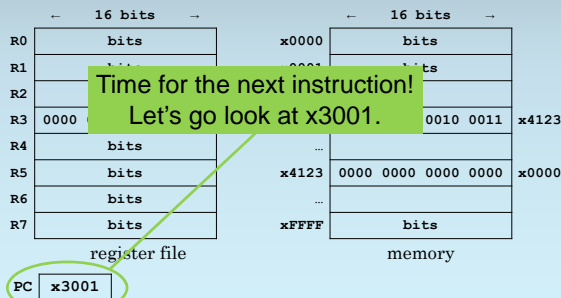 ← 16 bits → ← 16 bits →
R0 bits x0000 bits
R1 bits
Time for the next instruction!
Let's go look at x3001.
R2
R3 0000 0010 0011 x4123
R4 bits …
R5 bits x4123 0000 0000 0000 0000 x0000
R6 bits …
R7 bits xFFFF bits
register file memory
PC x3001